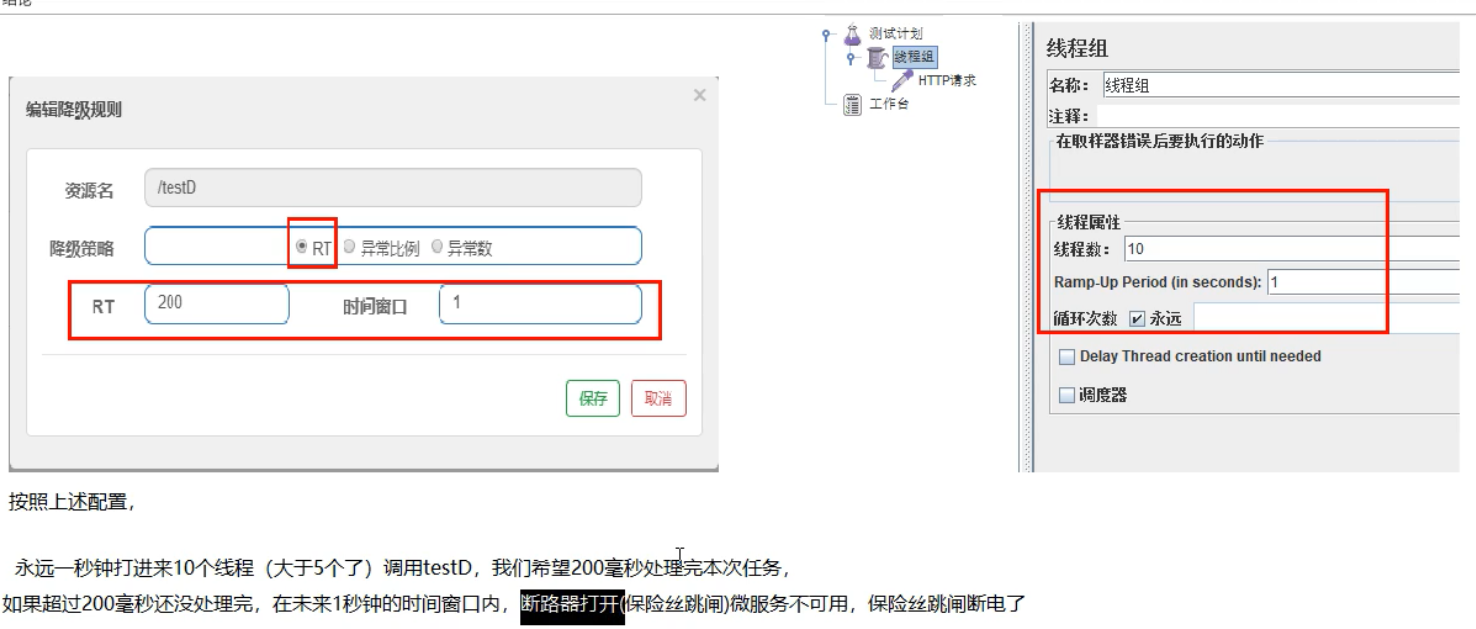 结论
编辑降级规则
×
资源名 /testD
降级策略 RT 异常比例 异常数
RT 200 时间窗口 1
保存 取消
测试计划
线程组
HTTP请求
工作台
线程组
名称： 线程组
注释：
在取样器错误后要执行的动作
线程属性
线程数： 10
Ramp-Up Period (in seconds): 1
循环次数 永远
Delay Thread creation until needed
调度器
按照上述配置，
永远一秒钟打进来10个线程（大于5个了）调用testD，我们希望200毫秒处理完本次任务，
如果超过200毫秒还没处理完，在未来1秒钟的时间窗口内，断路器打开(保险丝跳闸)微服务不可用，保险丝跳闸断电了